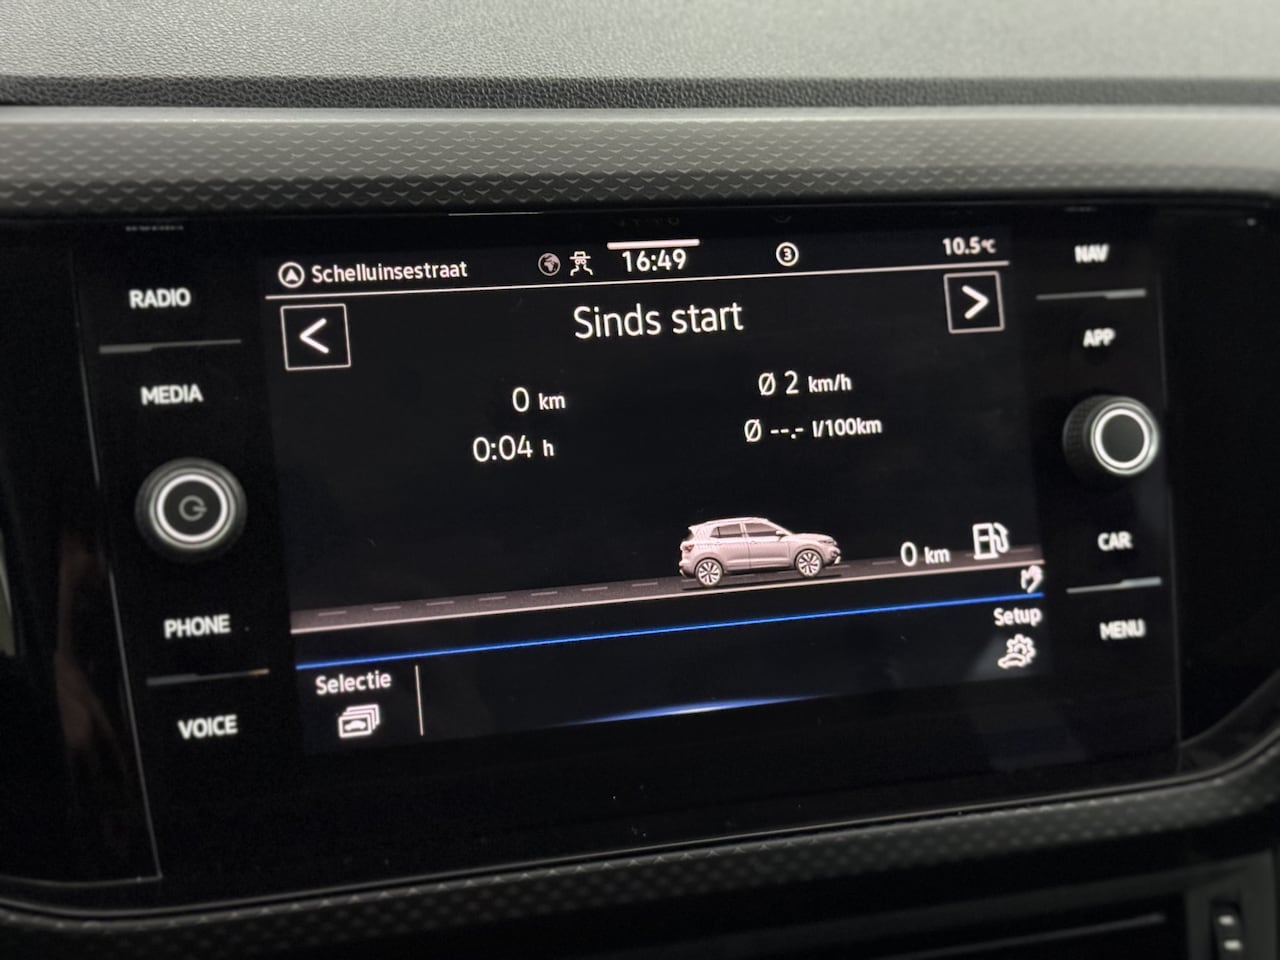 Schelluinsestraat
16:49
3
10.5°C
NAV
RADIO
<
Sinds start
>
APP
MEDIA
0 km
Ø 2 km/h
0:04 h
Ø --.- l/100km
0 km
CAR
PHONE
Setup
MENU
Selectie
VOICE